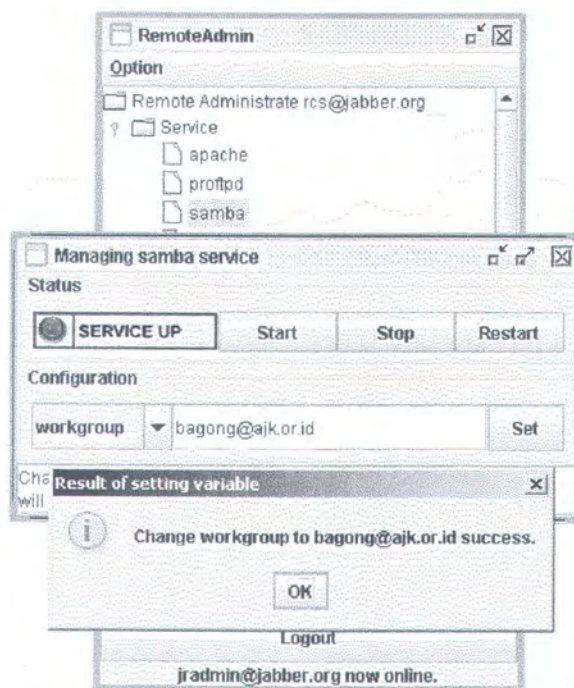 RemoteAdmin
Option
Remote Administrate rcs@jabber.org
Service
apache
proftpd
samba
Managing samba service
Status
SERVICE UP Start Stop Restart
Configuration
workgroup bagong@ajk.or.id Set
Cha
will
Result of setting variable
Change workgroup to bagong@ajk.or.id success.
OK
Logout
jradmin@jabber.org now online.